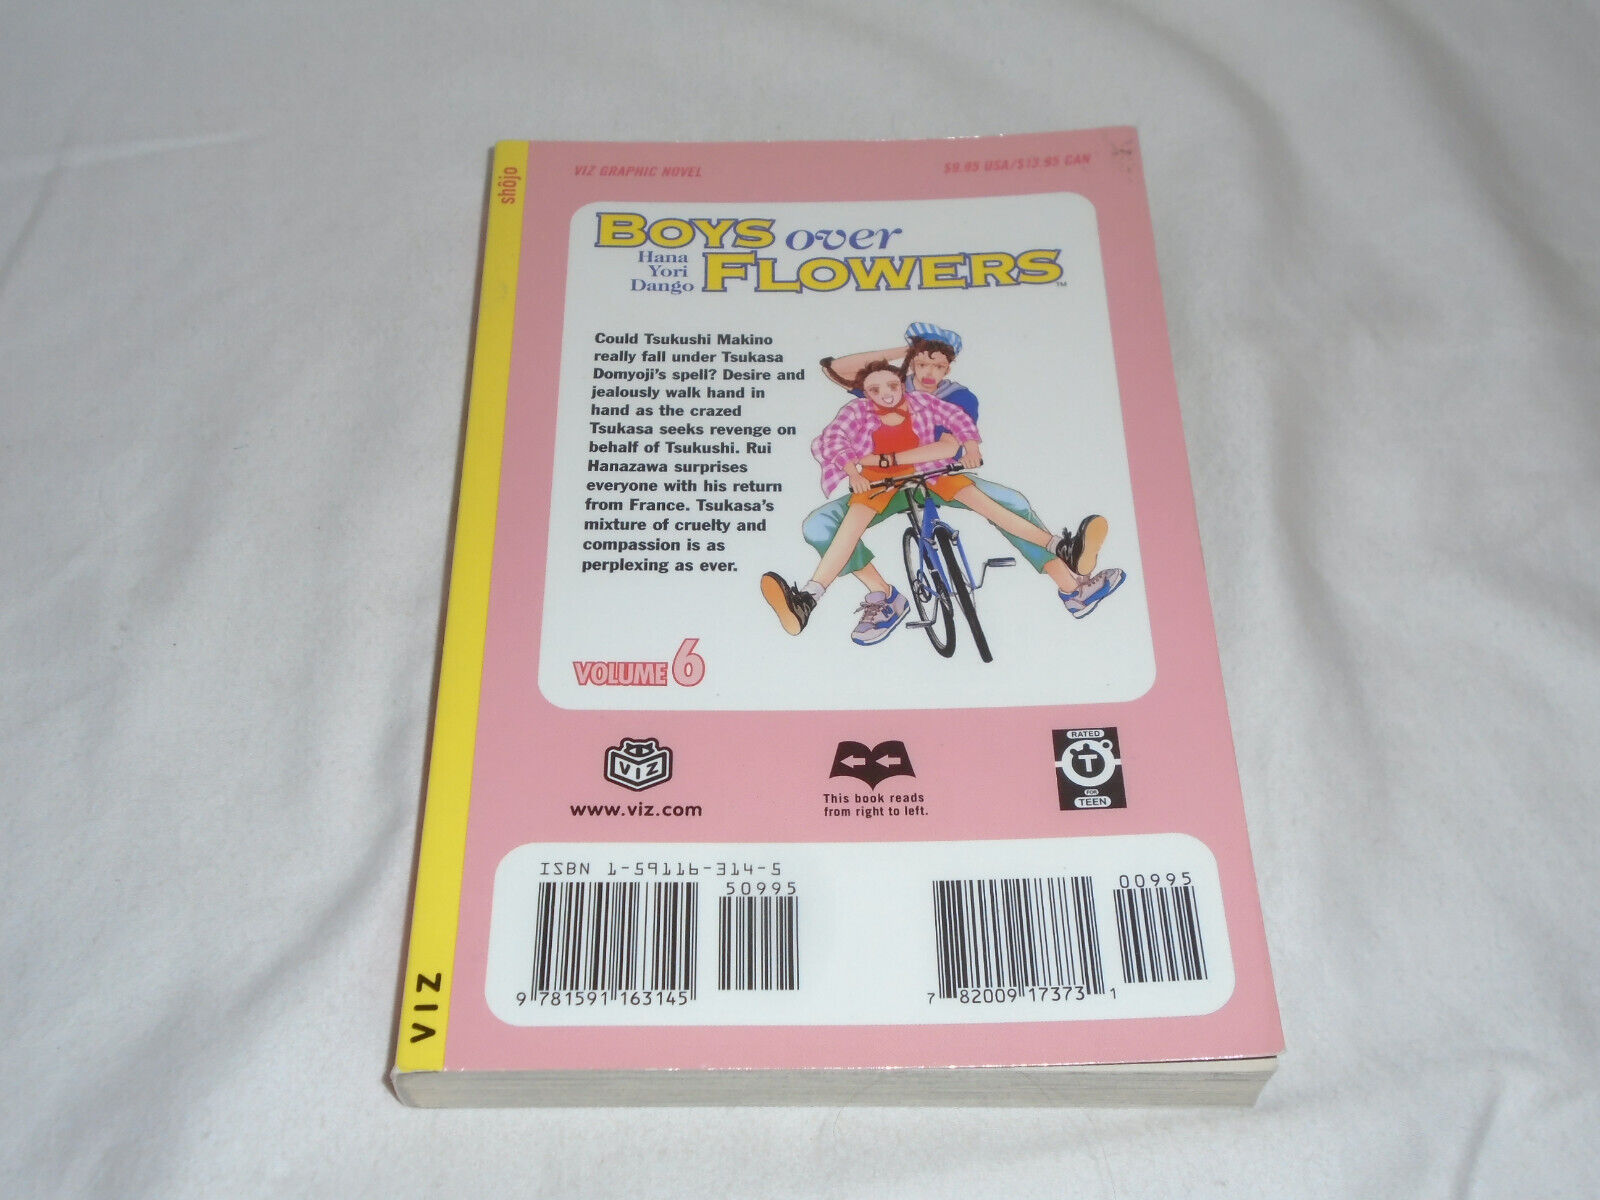 shôjo
VIZ GRAPHIC NOVEL
$9.95 USA/$13.95 CAN
BOYS over
Hana
Yori
Dango
FLOWERS™
Could Tsukushi Makino
really fall under Tsukasa
Domyoji's spell? Desire and
jealously walk hand in
hand as the crazed
Tsukasa seeks revenge on
behalf of Tsukushi. Rui
Hanazawa surprises
everyone with his return
from France. Tsukasa's
mixture of cruelty and
compassion is as
perplexing as ever.
VOLUME 6
VIZ
www.viz.com
This book reads
from right to left.
RATED
T
FOR
TEEN
ISBN 1-59116-314-5
50995
9 781591 163145
00995
7 82009 17373 1
VIZ